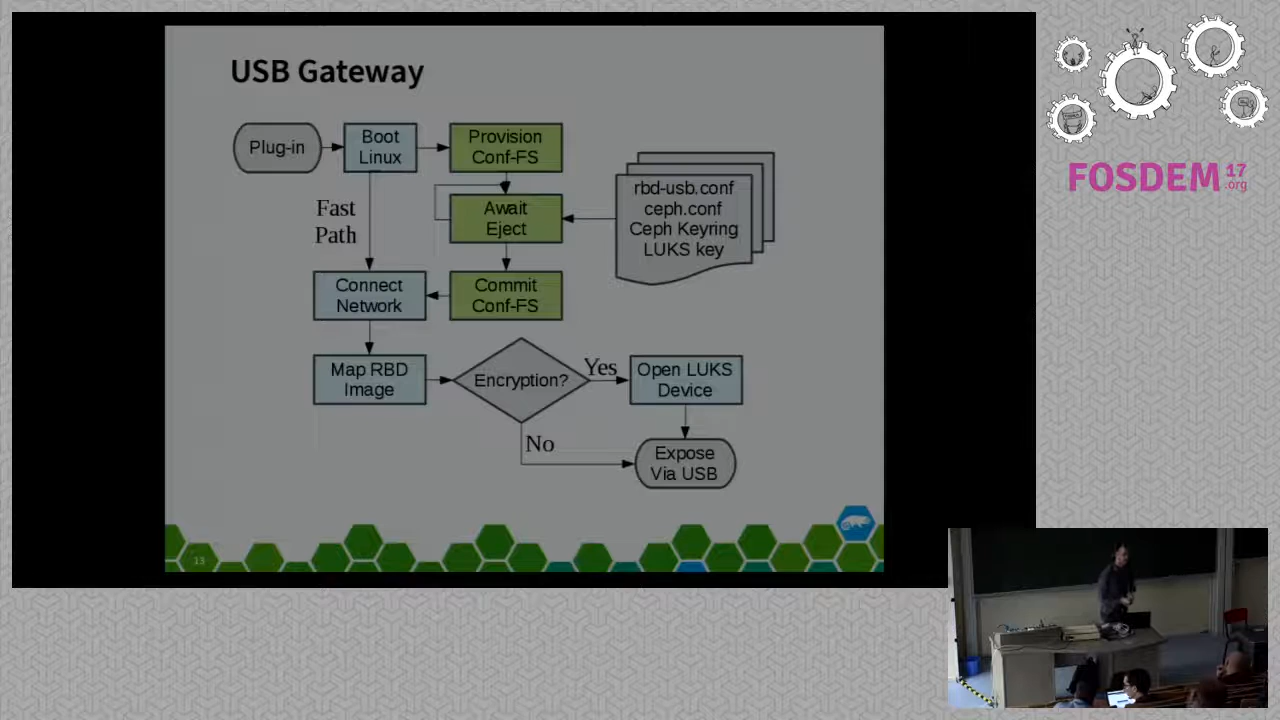 USB Gateway
Plug-in
Boot
Linux
Provision
Conf-FS
Fast
Path
Await
Eject
rbd-usb.conf
ceph.conf
Ceph Keyring
LUKS key
Connect
Network
Commit
Conf-FS
Map RBD
Image
Encryption?
Yes
Open LUKS
Device
No
Expose
Via USB
13
FOSDEM 17
.org